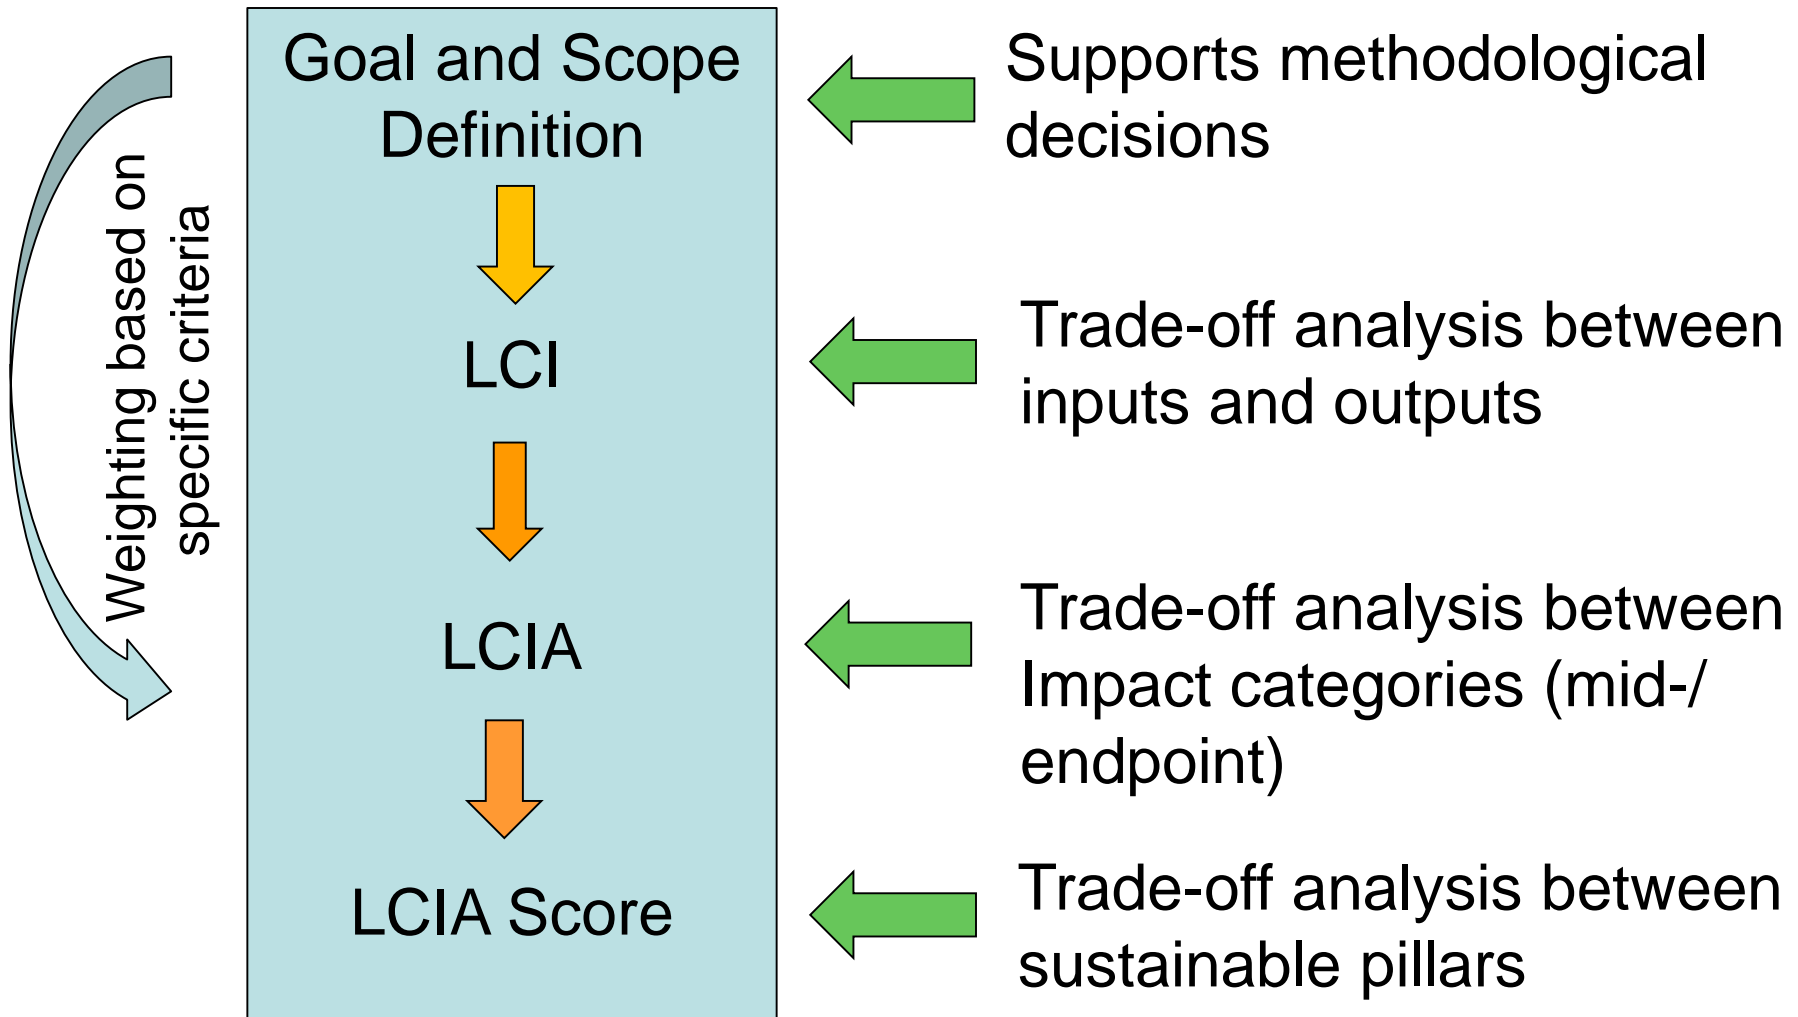 Goal and Scope
Definition
Supports methodological
decisions
Weighting based on
specific criteria
LCI
Trade-off analysis between
inputs and outputs
LCIA
Trade-off analysis between
Impact categories (mid-/
endpoint)
LCIA Score
Trade-off analysis between
sustainable pillars